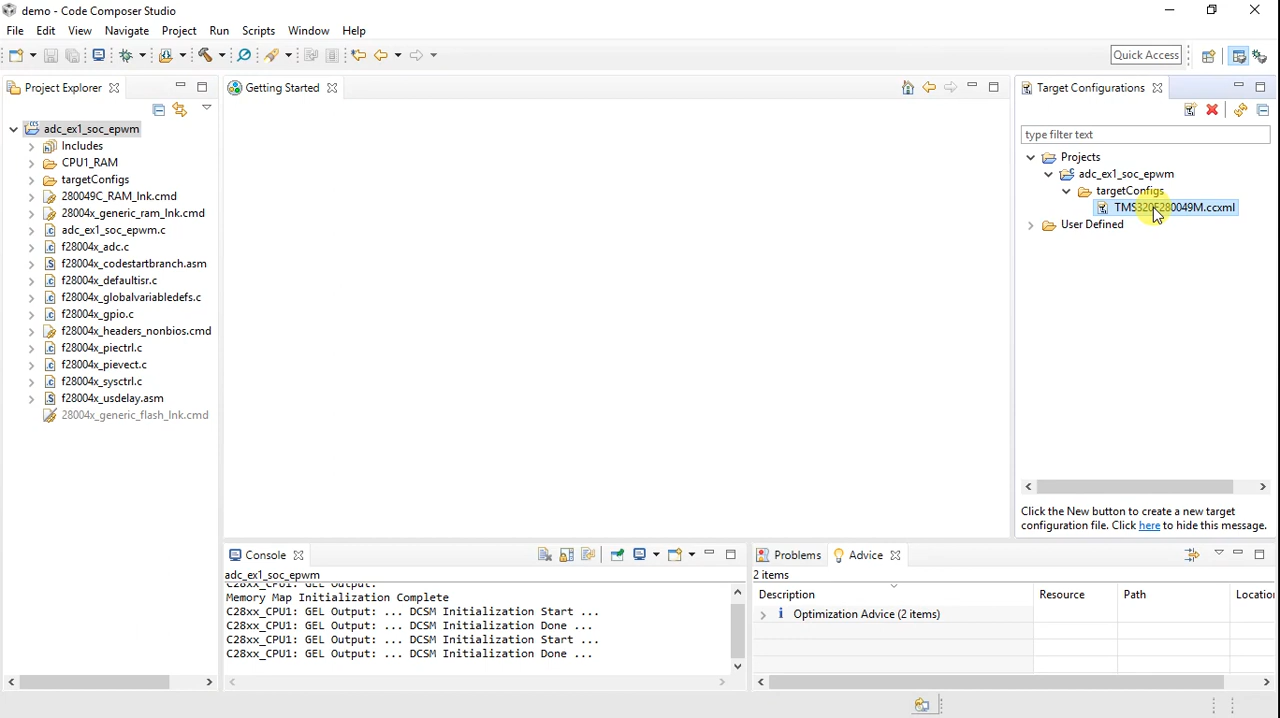 demo - Code Composer Studio
File Edit View Navigate Project Run Scripts Window Help
Quick Access
Project Explorer
adc_ex1_soc_epwm
Includes
CPU1_RAM
targetConfigs
280049C_RAM_lnk.cmd
28004x_generic_ram_lnk.cmd
adc_ex1_soc_epwm.c
f28004x_adc.c
f28004x_codestartbranch.asm
f28004x_defaultisr.c
f28004x_globalvariabledefs.c
f28004x_gpio.c
f28004x_headers_nonbios.cmd
f28004x_piectrl.c
f28004x_pievect.c
f28004x_sysctrl.c
f28004x_usdelay.asm
28004x_generic_flash_lnk.cmd
Getting Started
Target Configurations
type filter text
Projects
adc_ex1_soc_epwm
targetConfigs
TMS320F280049M.ccxml
User Defined
Click the New button to create a new target
configuration file. Click here to hide this message.
Console
adc_ex1_soc_epwm
C28xx_CPU1: GEL Output:
Memory Map Initialization Complete
C28xx_CPU1: GEL Output: ... DCSM Initialization Start ...
C28xx_CPU1: GEL Output: ... DCSM Initialization Done ...
C28xx_CPU1: GEL Output: ... DCSM Initialization Start ...
C28xx_CPU1: GEL Output: ... DCSM Initialization Done ...
Problems Advice
2 items
Description Resource Path Locatio
Optimization Advice (2 items)